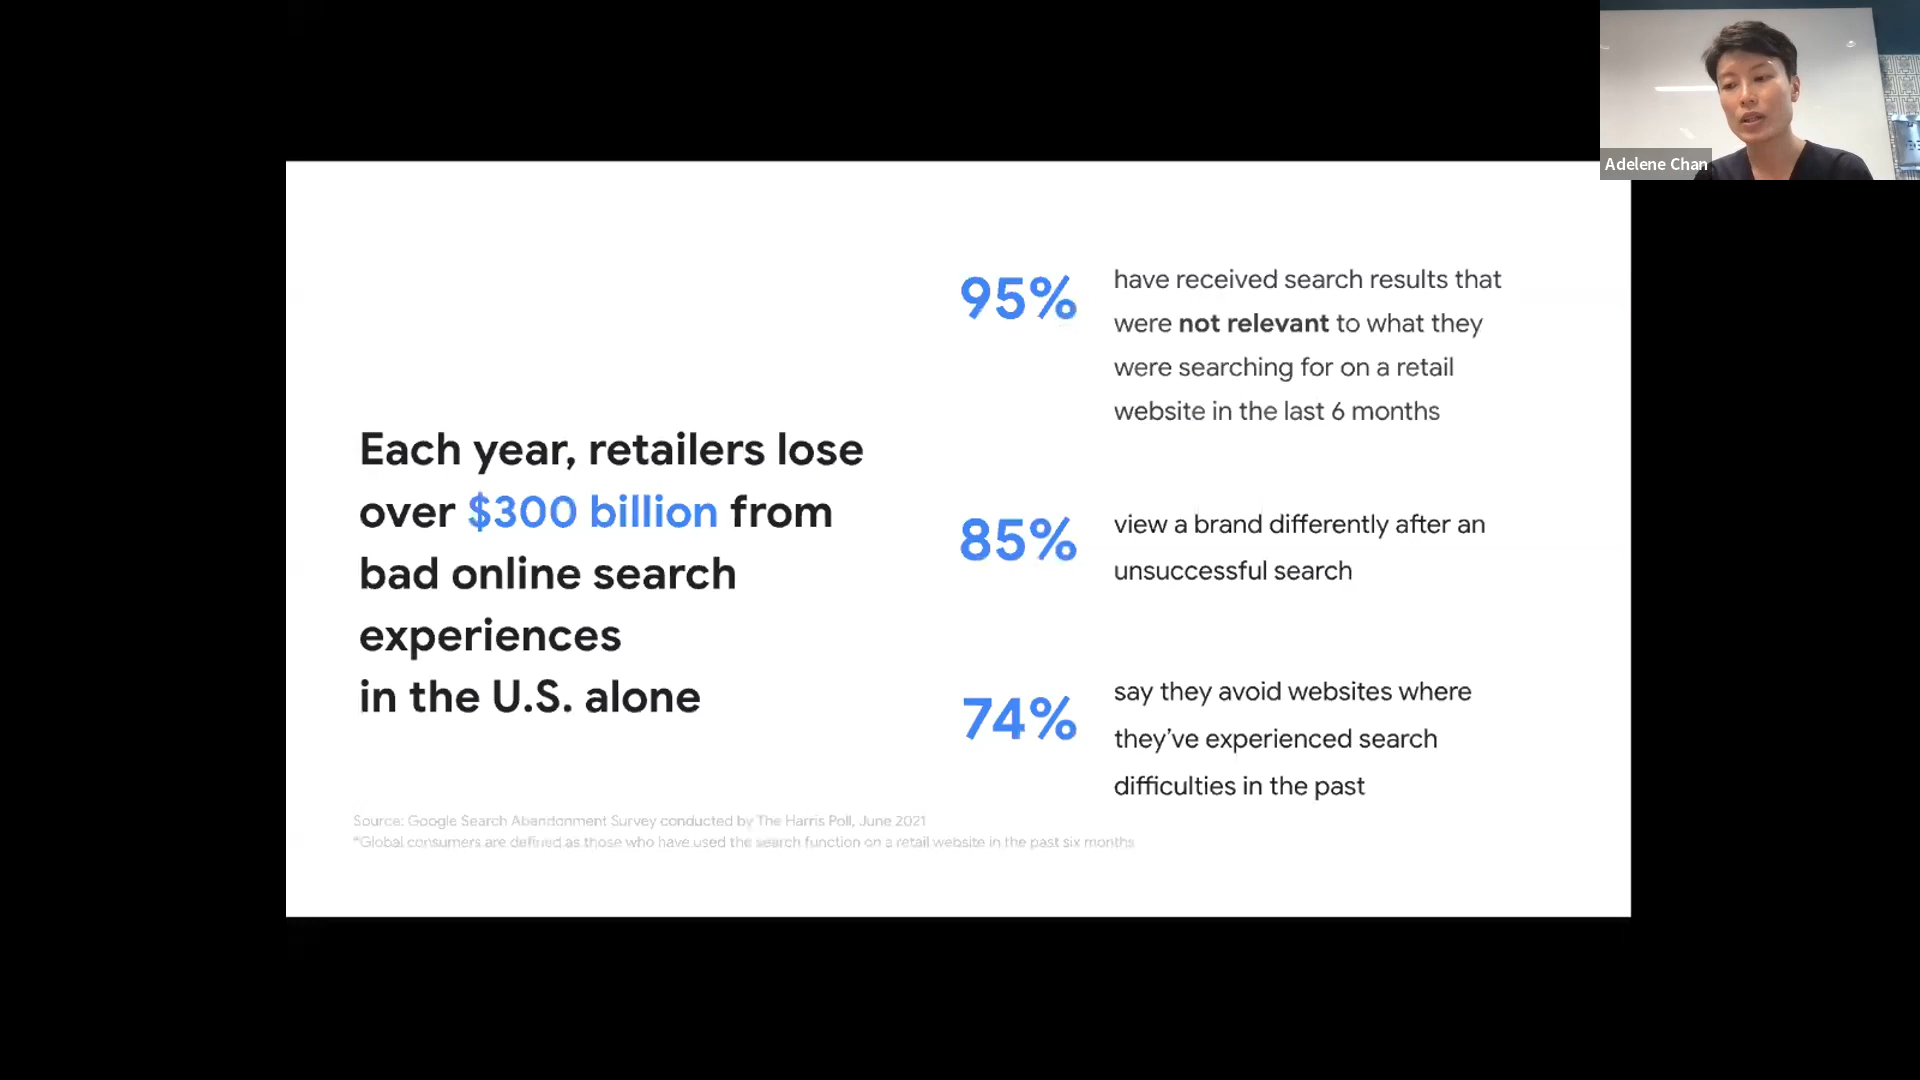 Adelene Chan
Each year, retailers lose
over $300 billion from
bad online search
experiences
in the U.S. alone
95%
have received search results that
were not relevant to what they
were searching for on a retail
website in the last 6 months
85%
view a brand differently after an
unsuccessful search
74%
say they avoid websites where
they've experienced search
difficulties in the past
Source: Google Search Abandonment Survey conducted by The Harris Poll, June 2021
*Global consumers are defined as those who have used the search function on a retail website in the past six months